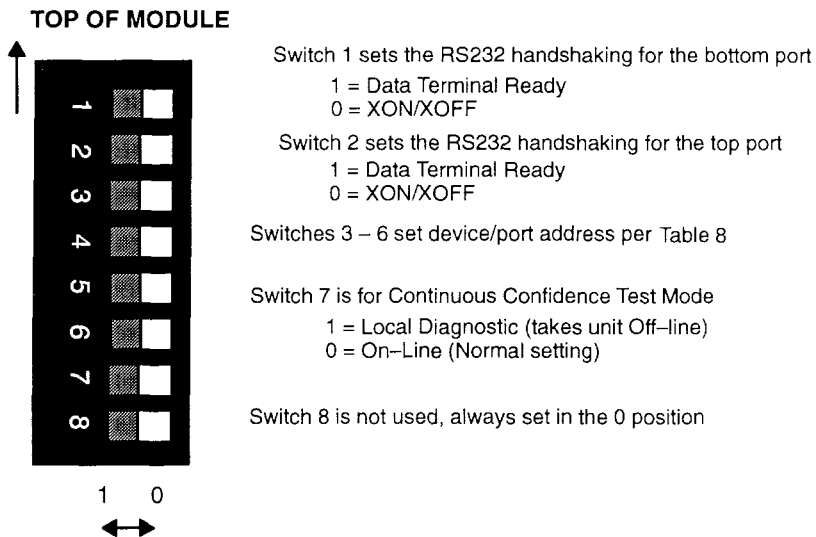 TOP OF MODULE
Switch 1 sets the RS232 handshaking for the bottom port
1 = Data Terminal Ready
0 = XON/XOFF
Switch 2 sets the RS232 handshaking for the top port
1 = Data Terminal Ready
0 = XON/XOFF
Switches 3 – 6 set device/port address per Table 8
Switch 7 is for Continuous Confidence Test Mode
1 = Local Diagnostic (takes unit Off–line)
0 = On–Line (Normal setting)
Switch 8 is not used, always set in the 0 position
1
2
3
4
5
6
7
8
1 0